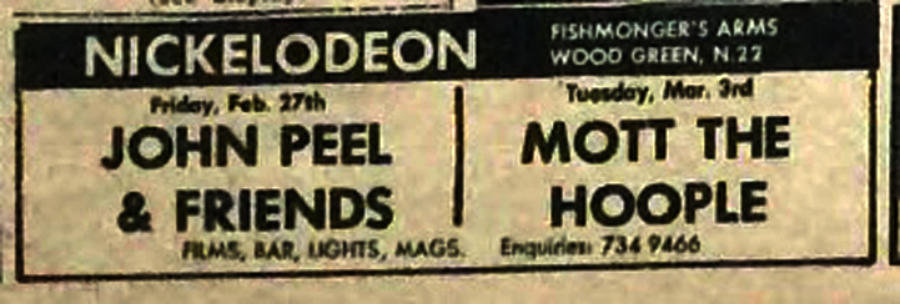 NICKELODEON
FISHMONGER'S ARMS
WOOD GREEN, N.22
Friday, Feb. 27th
JOHN PEEL
& FRIENDS
Tuesday, Mar. 3rd
MOTT THE
HOOPLE
FILMS, BAR, LIGHTS, MAGS. Enquiries: 734 9466